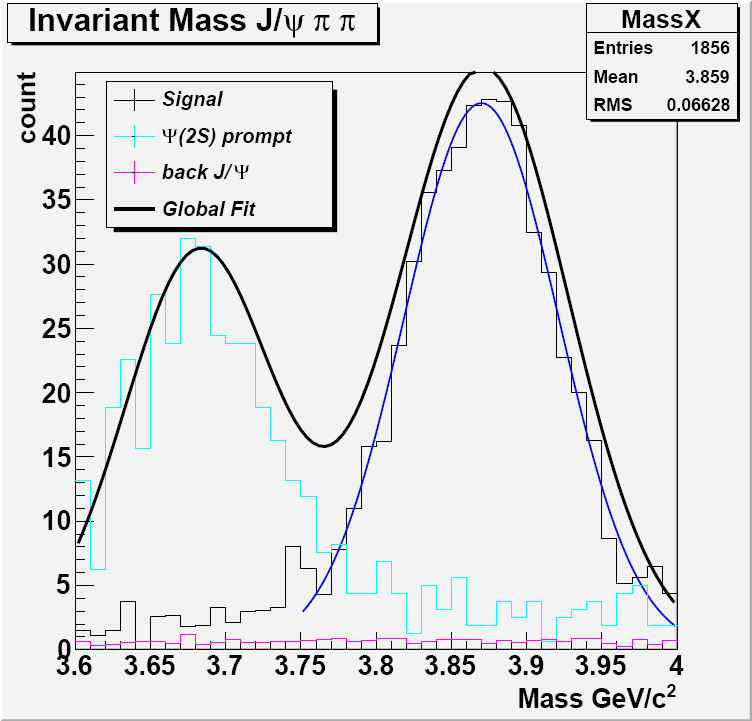 Invariant Mass J/ψ π π
MassX
Entries 1856
Mean 3.859
RMS 0.06628
count
Signal
Ψ(2S) prompt
back J/Ψ
Global Fit
40
35
30
25
20
15
10
5
0
3.6 3.65 3.7 3.75 3.8 3.85 3.9 3.95 4
Mass GeV/c²